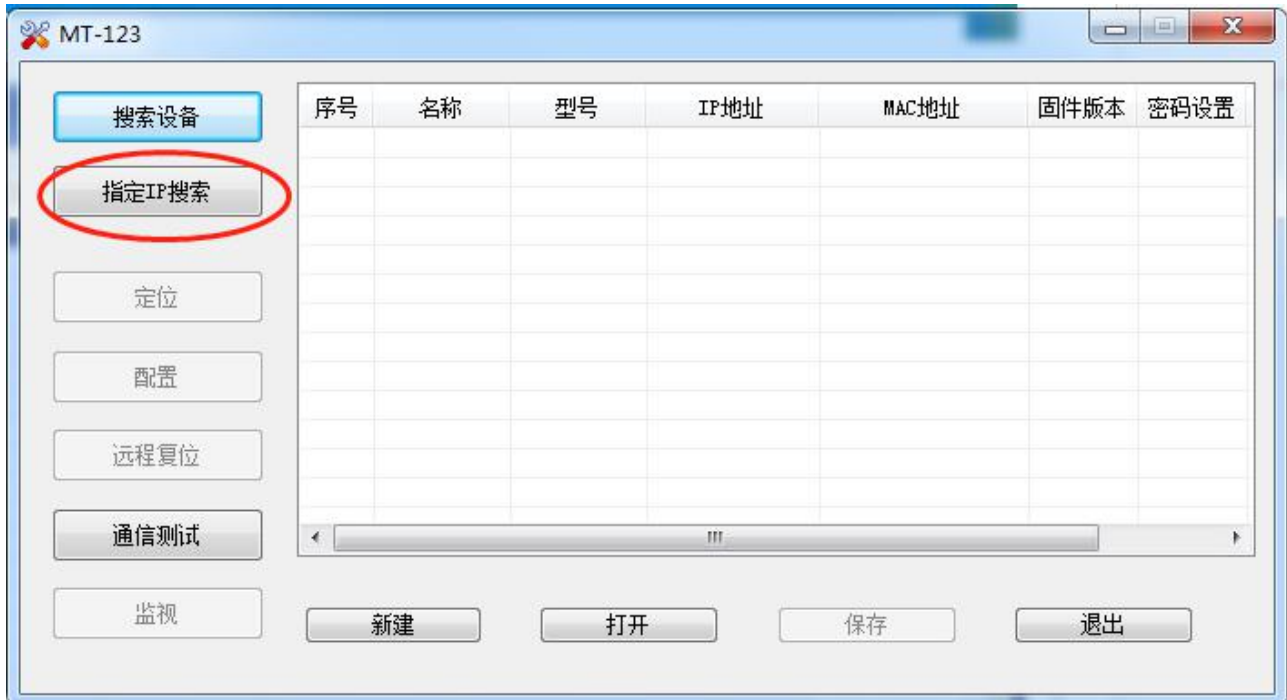 MT-123
搜索设备
指定IP搜索
定位
配置
远程复位
通信测试
监视
序号 名称 型号 IP地址 MAC地址 固件版本 密码设置
新建 打开 保存 退出